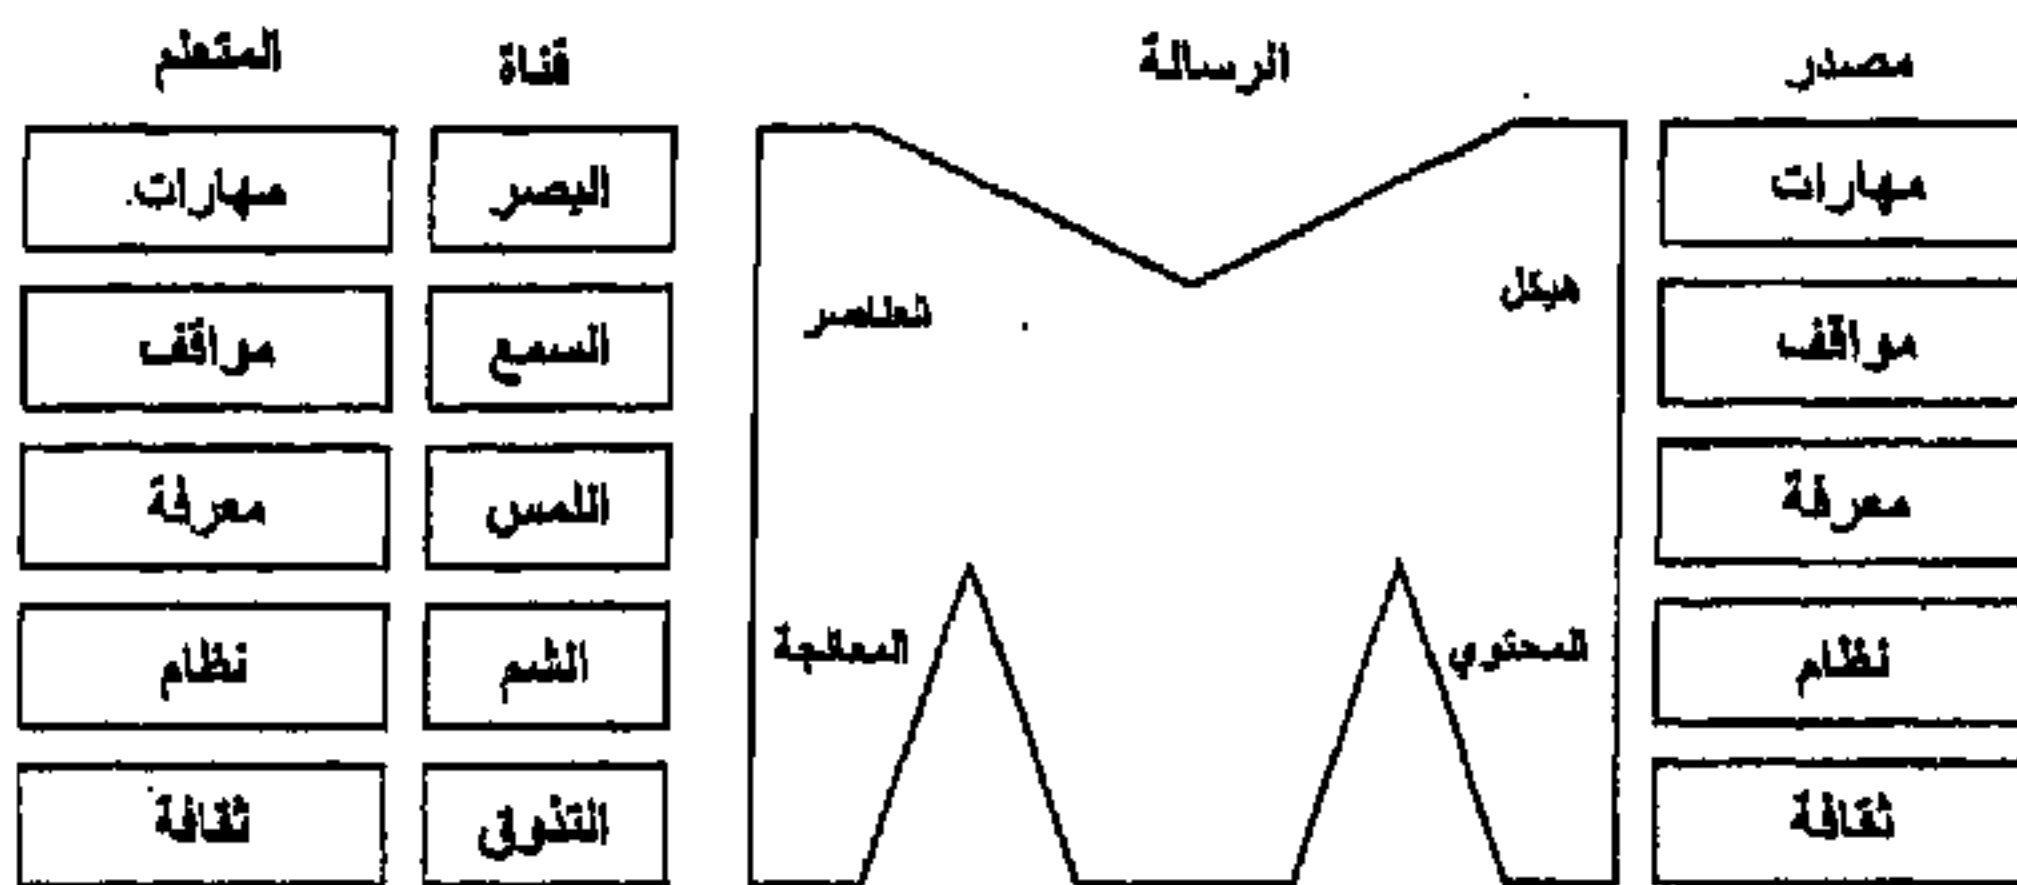 مصدر
الرسالة
قناة
المتعلم
مهارات
البصر
مهارات
هيكل
العناصر
مواقف
السمع
مواقف
معرفة
اللمس
معرفة
المحتوي
المعالجة
نظام
الشم
نظام
ثقافة
التذوق
ثقافة